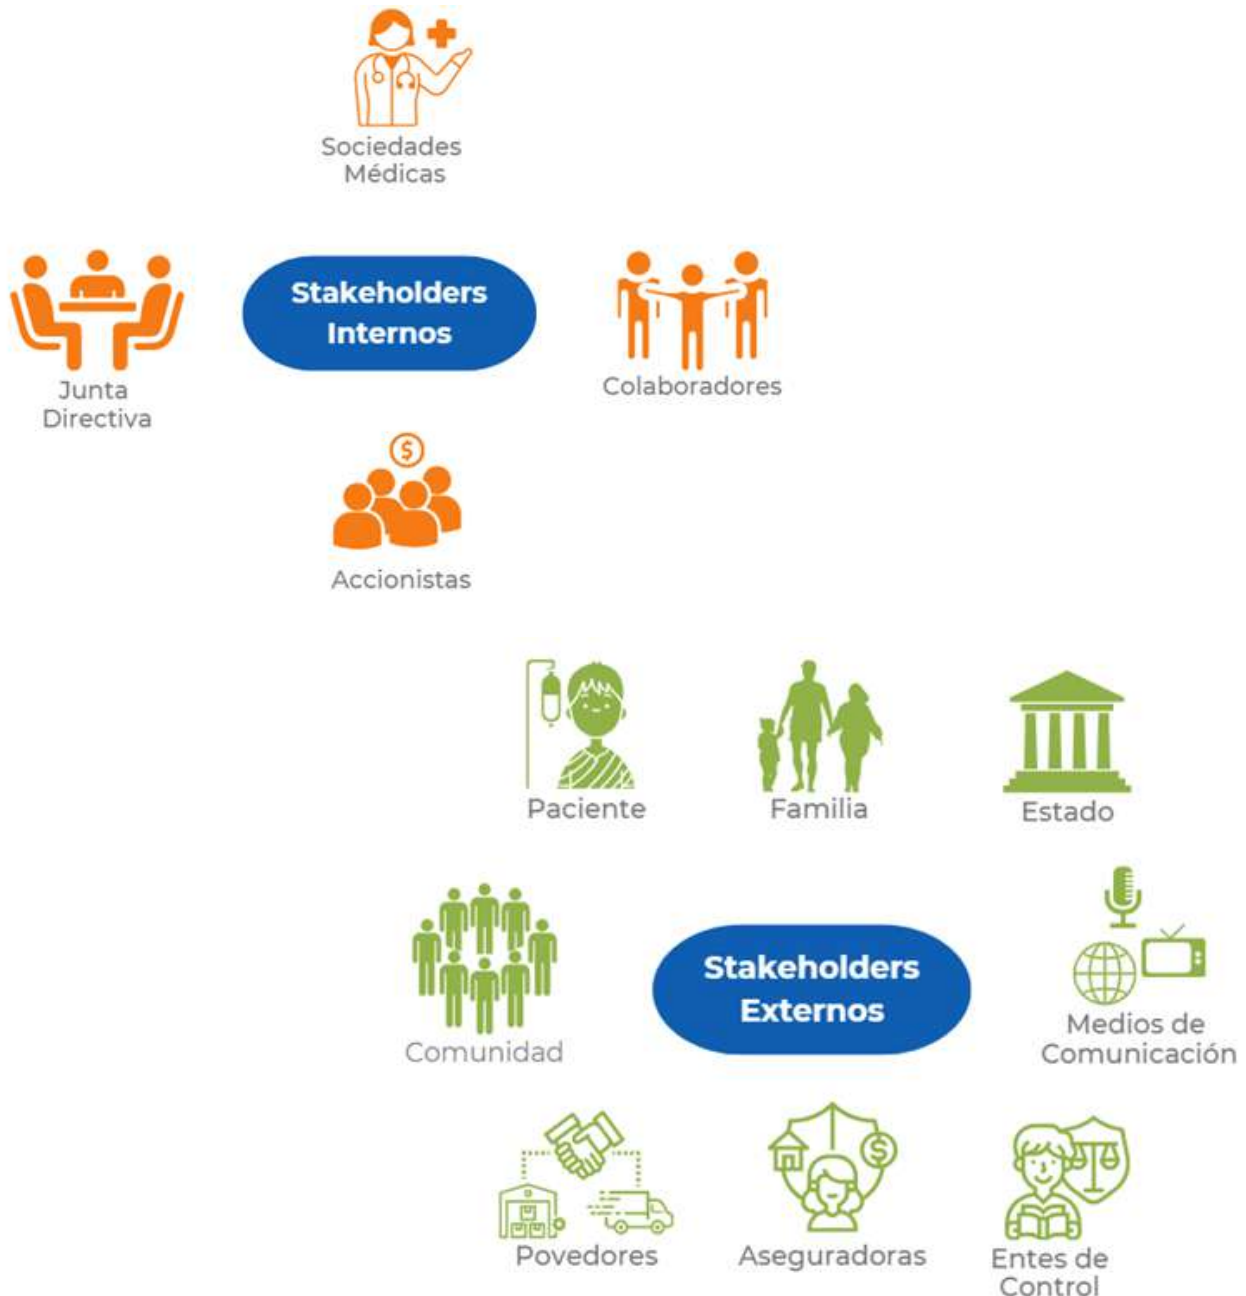 Sociedades
Médicas
Stakeholders
Internos
Junta
Directiva
Colaboradores
$
Accionistas
Paciente
Familia
Estado
Comunidad
Stakeholders
Externos
Medios de
Comunicación
$
Povedores
Aseguradoras
Entes de
Control